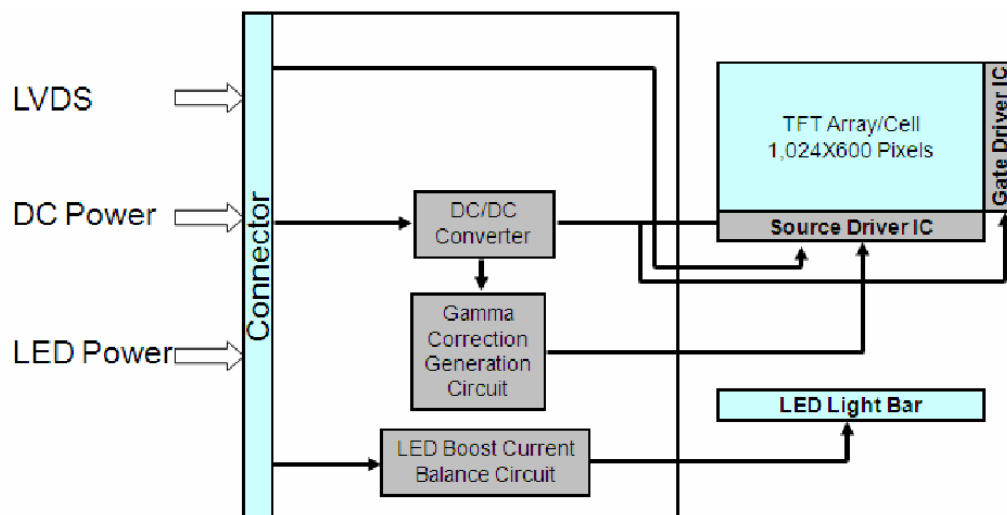 LVDS
DC Power
LED Power
Connector
DC/DC
Converter
Gamma
Correction
Generation
Circuit
LED Boost Current
Balance Circuit
TFT Array/Cell
1,024X600 Pixels
Gate Driver IC
Source Driver IC
LED Light Bar